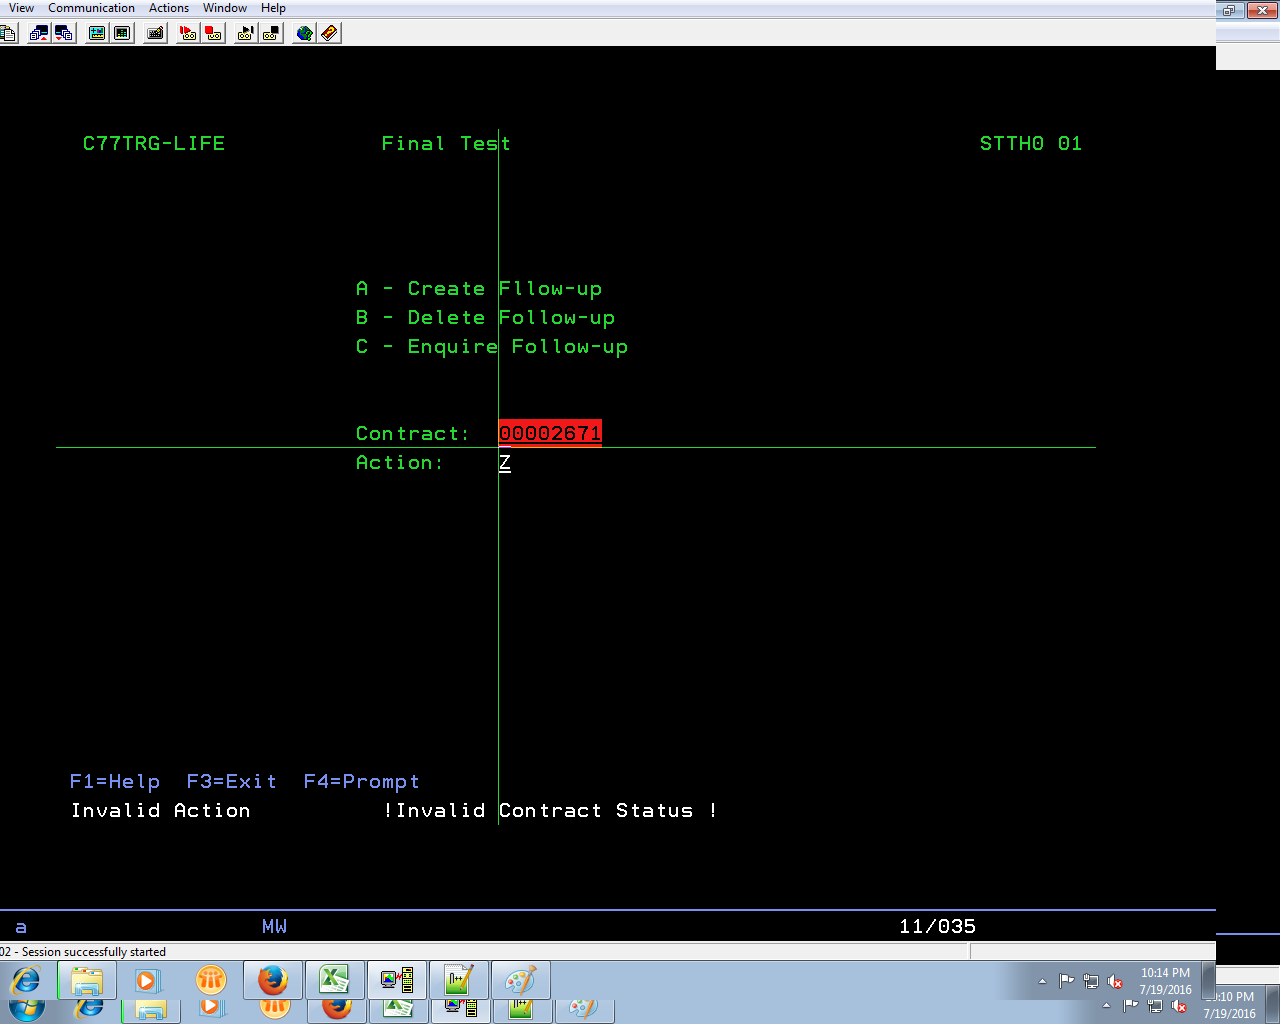 View Communication Actions Window Help
C77TRG-LIFE Final Test STTH0 01
A - Create Fllow-up
B - Delete Follow-up
C - Enquire Follow-up
Contract: 00002671
Action: Z
F1=Help F3=Exit F4=Prompt
Invalid Action !Invalid Contract Status !
a MW 11/035
02 - Session successfully started
10:14 PM
7/19/2016
:10 PM
7/19/2016